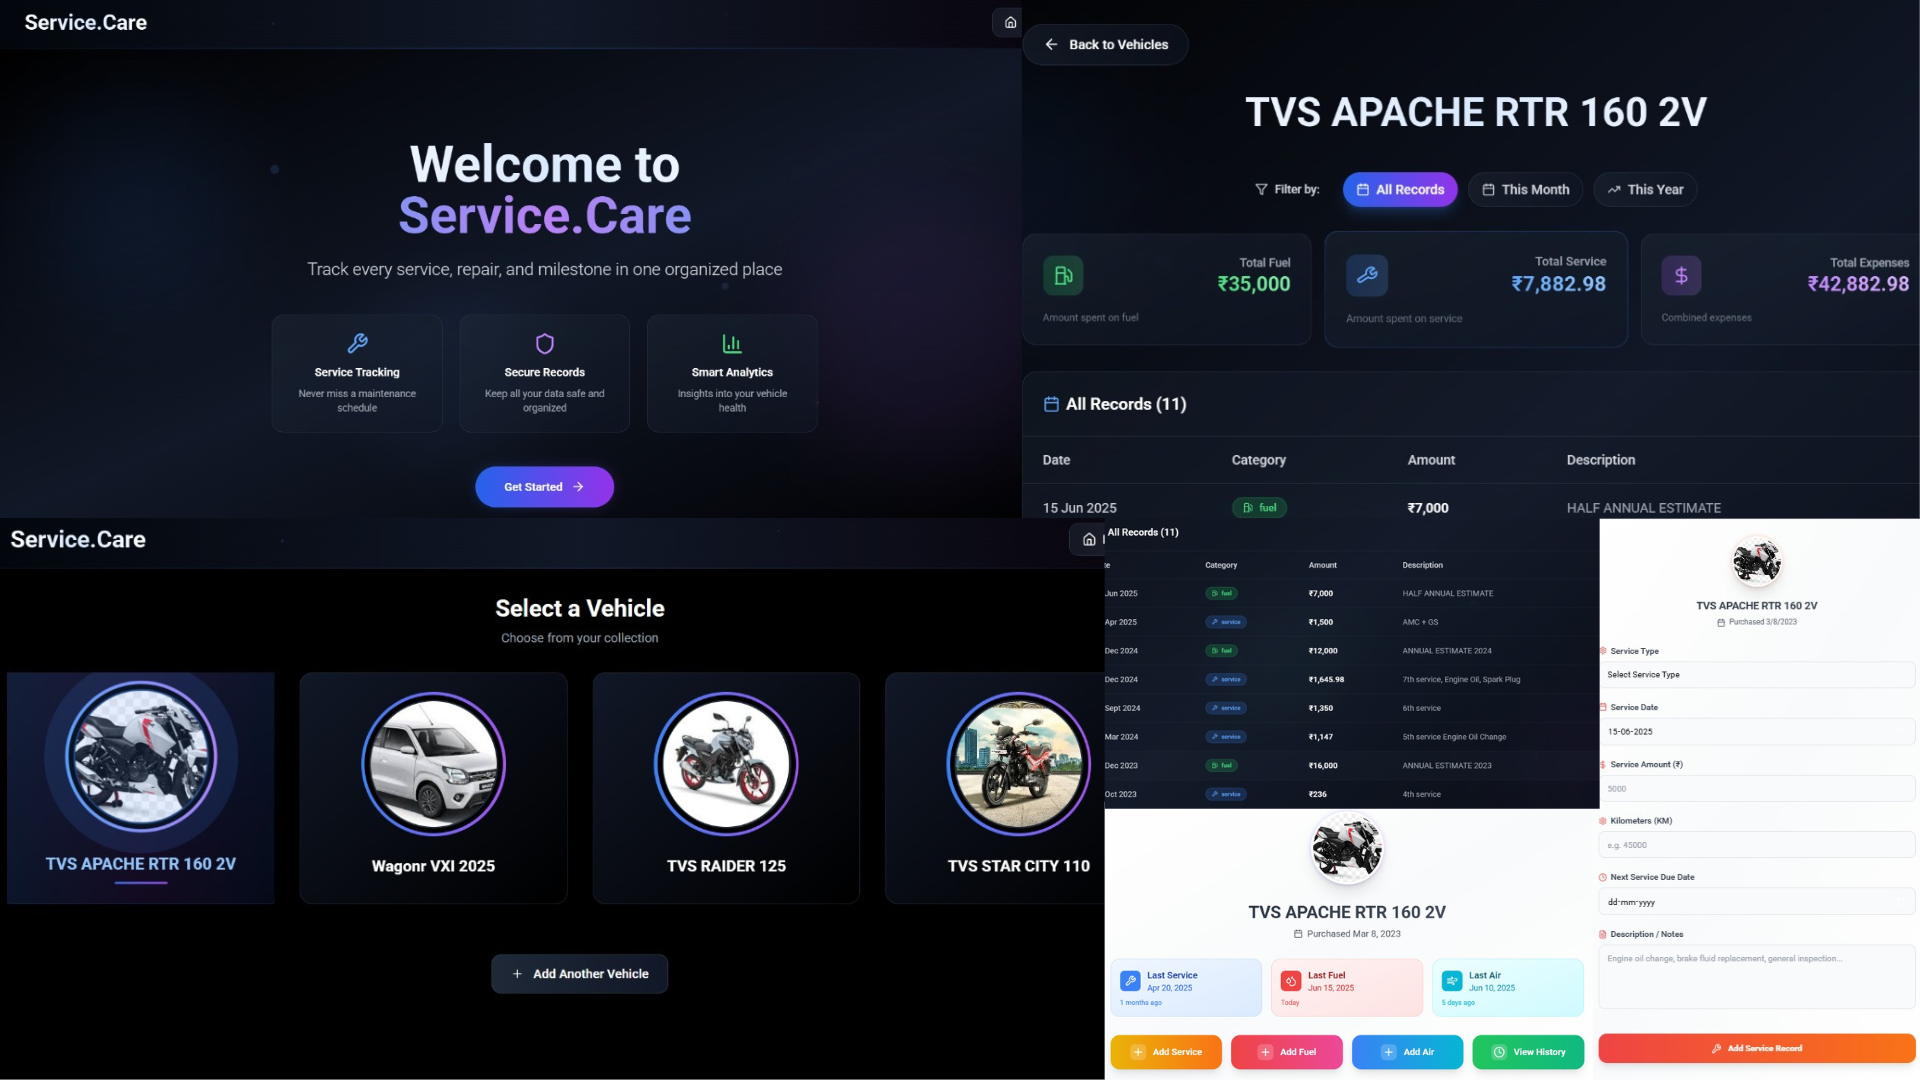 Service.Care
Welcome to
Service.Care
Track every service, repair, and milestone in one organized place
Service Tracking
Never miss a maintenance
schedule
Secure Records
Keep all your data safe and
organized
Smart Analytics
Insights into your vehicle
health
Get Started
Back to Vehicles
TVS APACHE RTR 160 2V
Filter by: All Records This Month This Year
Total Fuel
₹35,000
Amount spent on fuel
Total Service
₹7,882.98
Amount spent on service
Total Expenses
₹42,882.98
Combined expenses
All Records (11)
Date Category Amount Description
15 Jun 2025 fuel ₹7,000 HALF ANNUAL ESTIMATE
Service.Care
Select a Vehicle
Choose from your collection
TVS APACHE RTR 160 2V
Wagonr VXI 2025
TVS RAIDER 125
TVS STAR CITY 110
Add Another Vehicle
All Records (11)
te Category Amount Description
Jun 2025 fuel ₹7,000 HALF ANNUAL ESTIMATE
Apr 2025 service ₹1,500 AMC + GS
Dec 2024 fuel ₹12,000 ANNUAL ESTIMATE 2024
Dec 2024 service ₹1,645.98 7th service, Engine Oil, Spark Plug
Sept 2024 service ₹1,350 6th service
Mar 2024 service ₹1,147 5th service Engine Oil Change
Dec 2023 fuel ₹16,000 ANNUAL ESTIMATE 2023
Oct 2023 service ₹236 4th service
TVS APACHE RTR 160 2V
Purchased Mar 8, 2023
Last Service
Apr 20, 2025
1 months ago
Last Fuel
Jun 15, 2025
Today
Last Air
Jun 10, 2025
5 days ago
Add Service
Add Fuel
Add Air
View History
TVS APACHE RTR 160 2V
Purchased 3/8/2023
Service Type
Select Service Type
Service Date
15-06-2025
Service Amount (₹)
5000
Kilometers (KM)
e.g. 45000
Next Service Due Date
dd-mm-yyyy
Description / Notes
Engine oil change, brake fluid replacement, general inspection...
Add Service Record